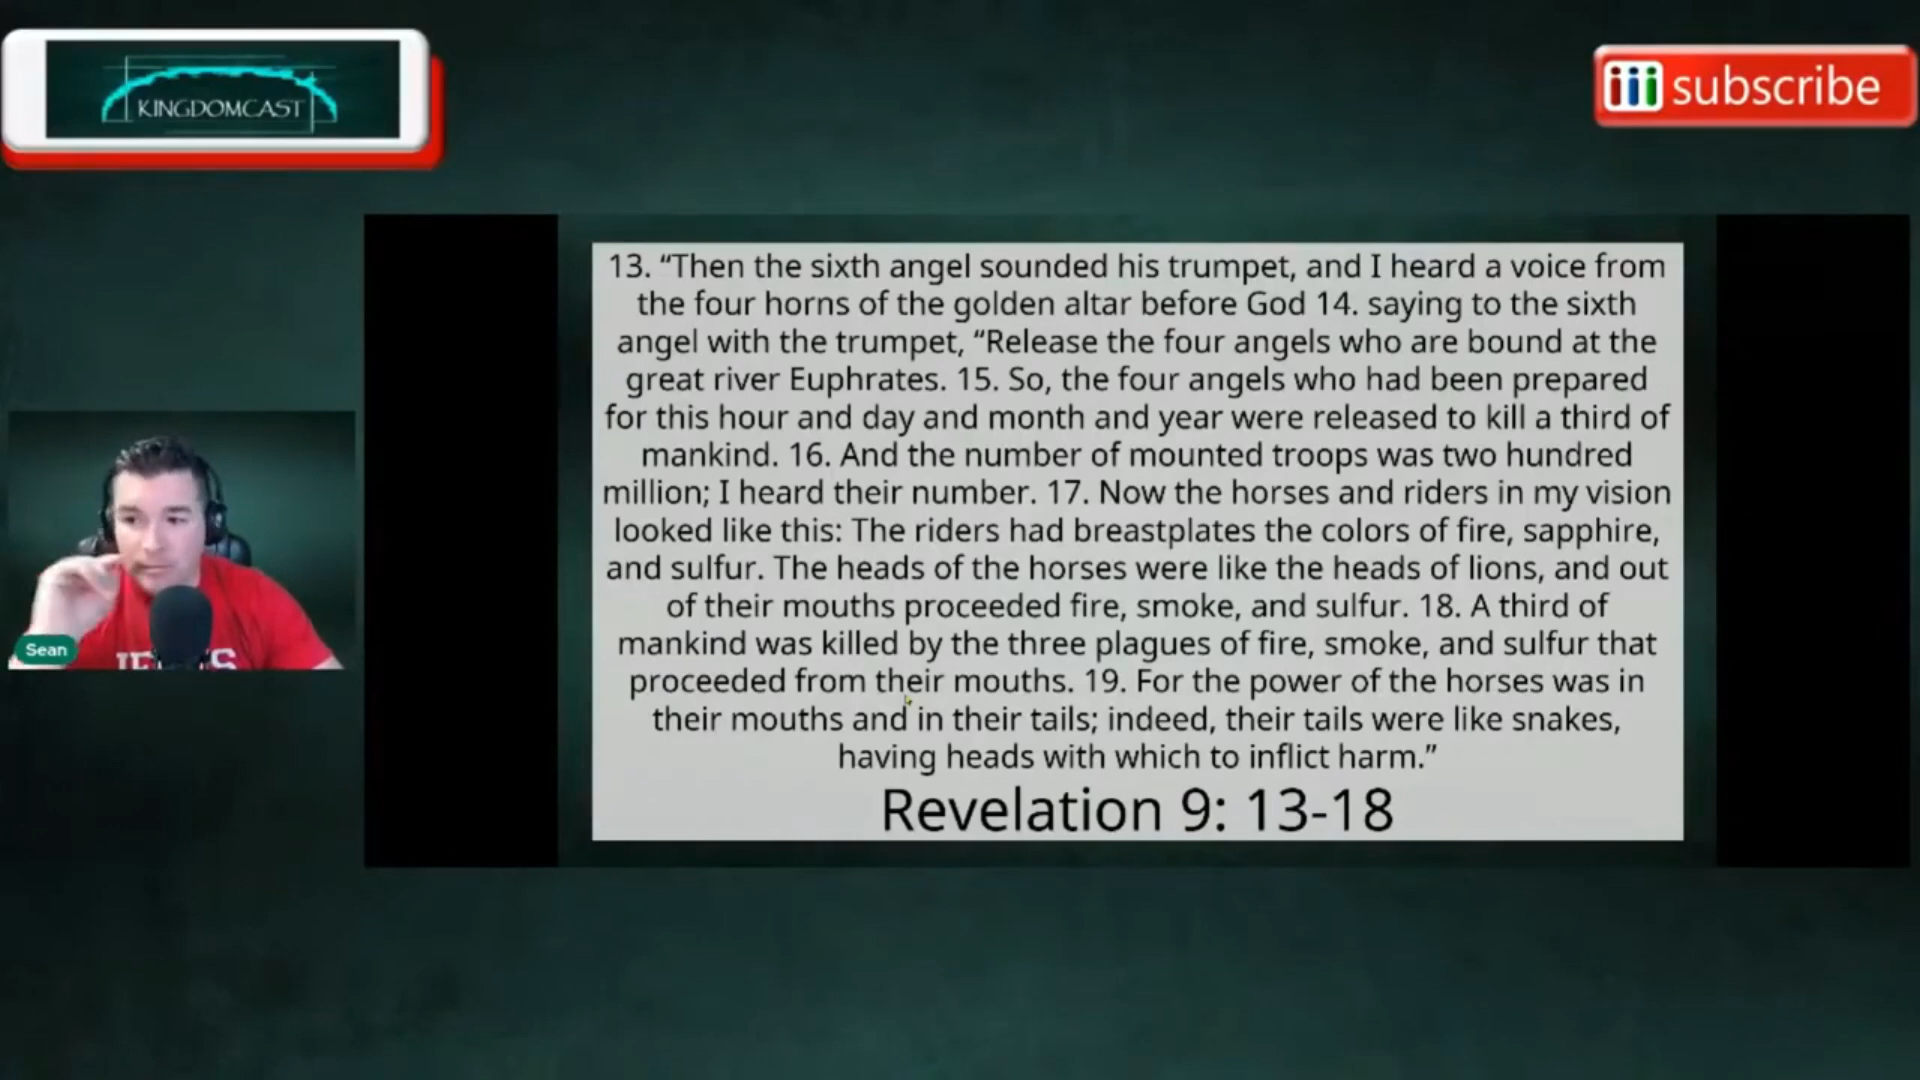 KINGDOMCAST
iii subscribe
13. “Then the sixth angel sounded his trumpet, and I heard a voice from
the four horns of the golden altar before God 14. saying to the sixth
angel with the trumpet, “Release the four angels who are bound at the
great river Euphrates. 15. So, the four angels who had been prepared
for this hour and day and month and year were released to kill a third of
mankind. 16. And the number of mounted troops was two hundred
million; I heard their number. 17. Now the horses and riders in my vision
looked like this: The riders had breastplates the colors of fire, sapphire,
and sulfur. The heads of the horses were like the heads of lions, and out
of their mouths proceeded fire, smoke, and sulfur. 18. A third of
mankind was killed by the three plagues of fire, smoke, and sulfur that
proceeded from their mouths. 19. For the power of the horses was in
their mouths and in their tails; indeed, their tails were like snakes,
having heads with which to inflict harm.”
Revelation 9: 13-18
Sean